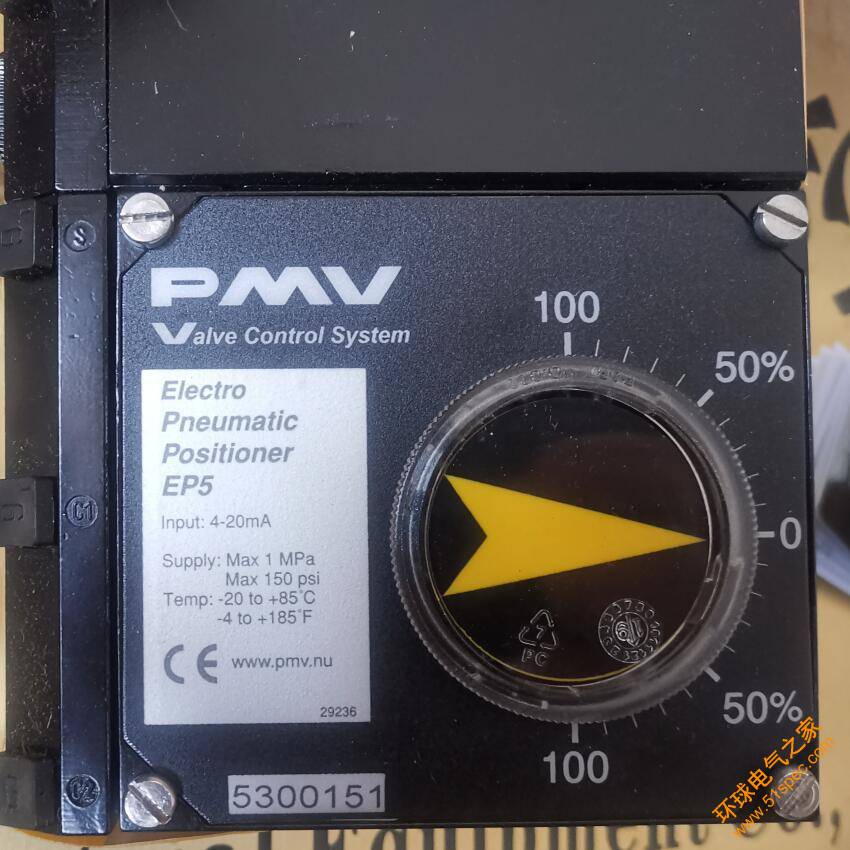 PMV
Valve Control System
Electro
Pneumatic
Positioner
EP5
Input: 4-20mA
Supply: Max 1 MPa
Max 150 psi
Temp: -20 to +85°C
-4 to +185°F
CE www.pmv.nu
29236
5300151
100
50%
0
50%
100
PC
S
C1
C2
环球电气之家
www.51spec.com